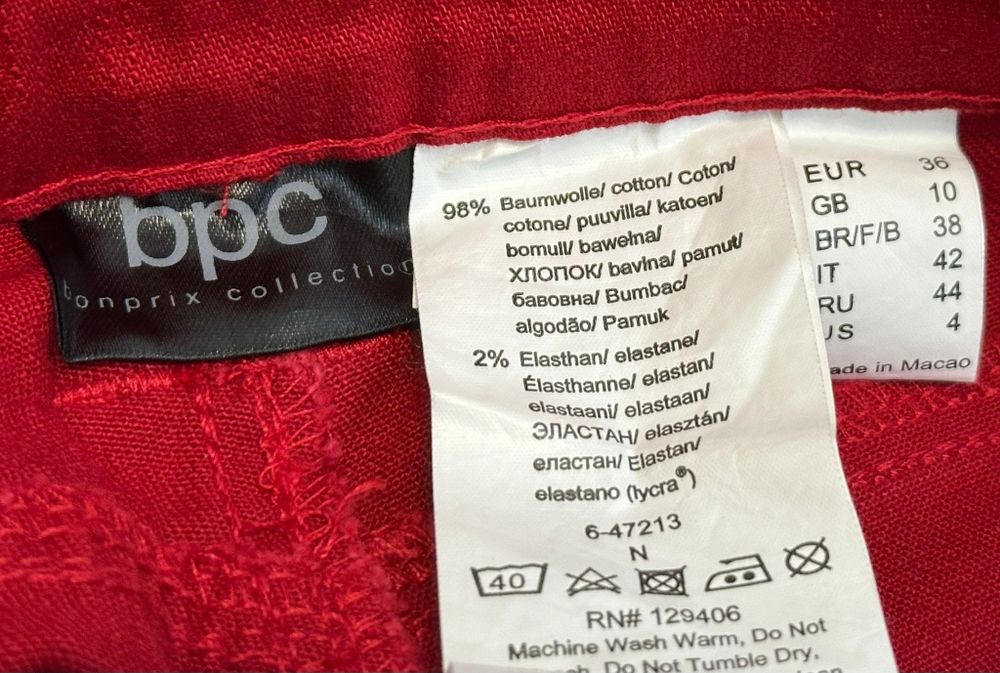 bpc
bonprix collection
98% Baumwolle/ cotton/ Coton/
cotone/ puuvilla/ katoen/
bomull/ bawełna/
ХЛОПОК/ bavlna/ pamut/
бавовна/ Bumbac/
algodão/ Pamuk
2% Elasthan/ elastane/
Élasthanne/ elastan/
elastaani/ elastaan/
ЭЛАСТАН/ elasztán/
еластан/ Elastan/
elastano (lycra®)
6-47213
N
40
RN# 129406
Machine Wash Warm, Do Not
Do Not Tumble Dry,
EUR 36
GB 10
BR/F/B 38
IT 42
RU 44
US 4
ade in Macao